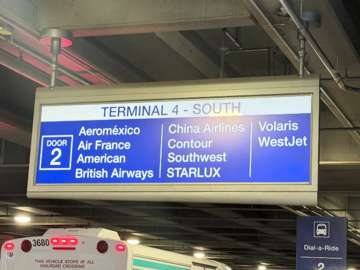 TERMINAL 4 - SOUTH
DOOR
2
Aeroméxico
Air France
American
British Airways
China Airlines
Contour
Southwest
STARLUX
Volaris
WestJet
3680
THIS VEHICLE STOPS AT ALL
RAILROAD CROSSING
Dial-a-Ride
2